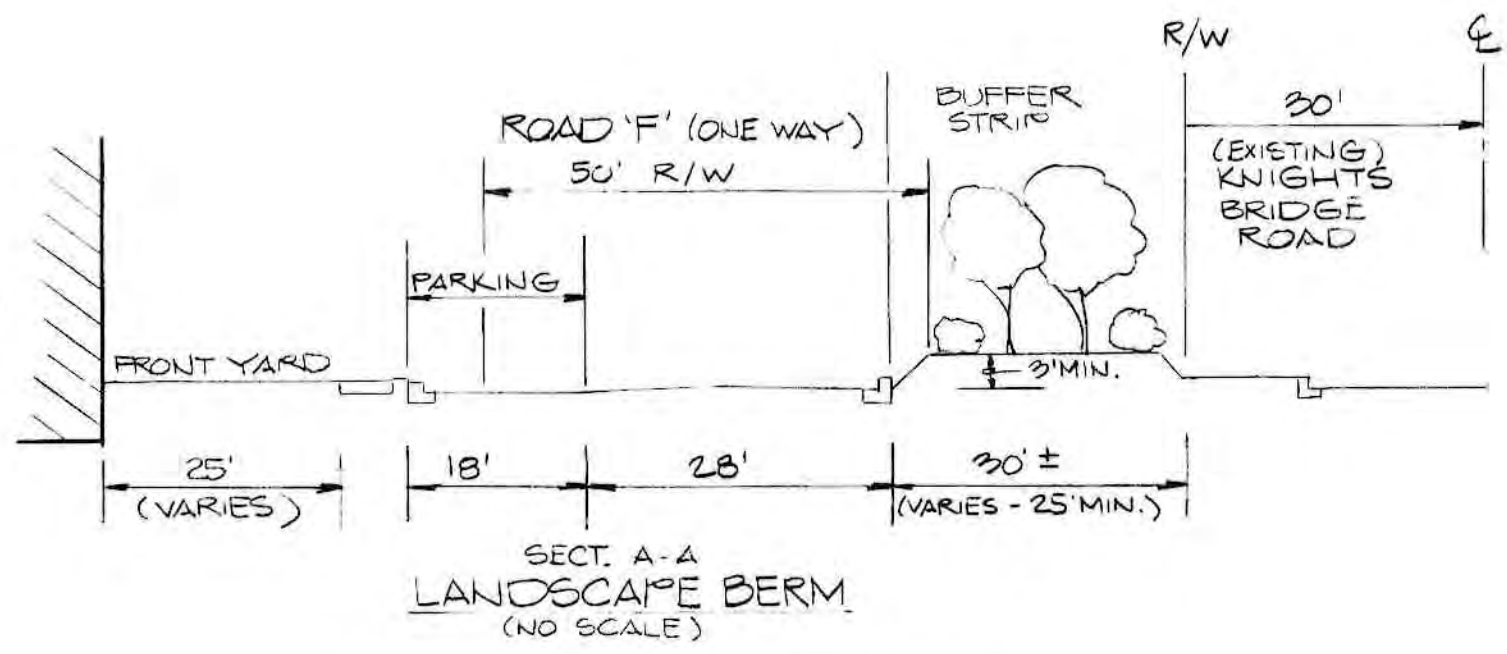 R/W
℄
BUFFER
STRIP
30'
ROAD 'F' (ONE WAY)
50' R/W
(EXISTING)
KNIGHTS
BRIDGE
ROAD
PARKING
FRONT YARD
3' MIN.
25'
(VARIES)
18'
28'
30' ±
(VARIES - 25' MIN.)
SECT. A-A
LANDSCAPE BERM
(NO SCALE)